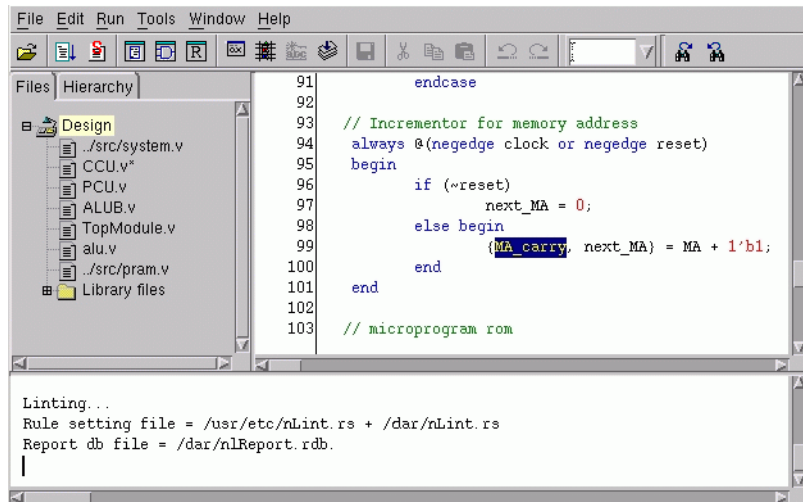 File Edit Run Tools Window Help
R
Files Hierarchy
Design
../src/system.v
CCU.v*
PCU.v
ALUB.v
TopModule.v
alu.v
../src/pram.v
Library files
91 endcase
92
93 // Incrementor for memory address
94 always @(negedge clock or negedge reset)
95 begin
96 if (~reset)
97 next_MA = 0;
98 else begin
99 {MA_carry, next_MA} = MA + 1'b1;
100 end
101 end
102
103 // microprogram rom
Linting...
Rule setting file = /usr/etc/nLint.rs + /dar/nLint.rs
Report db file = /dar/nlReport.rdb.